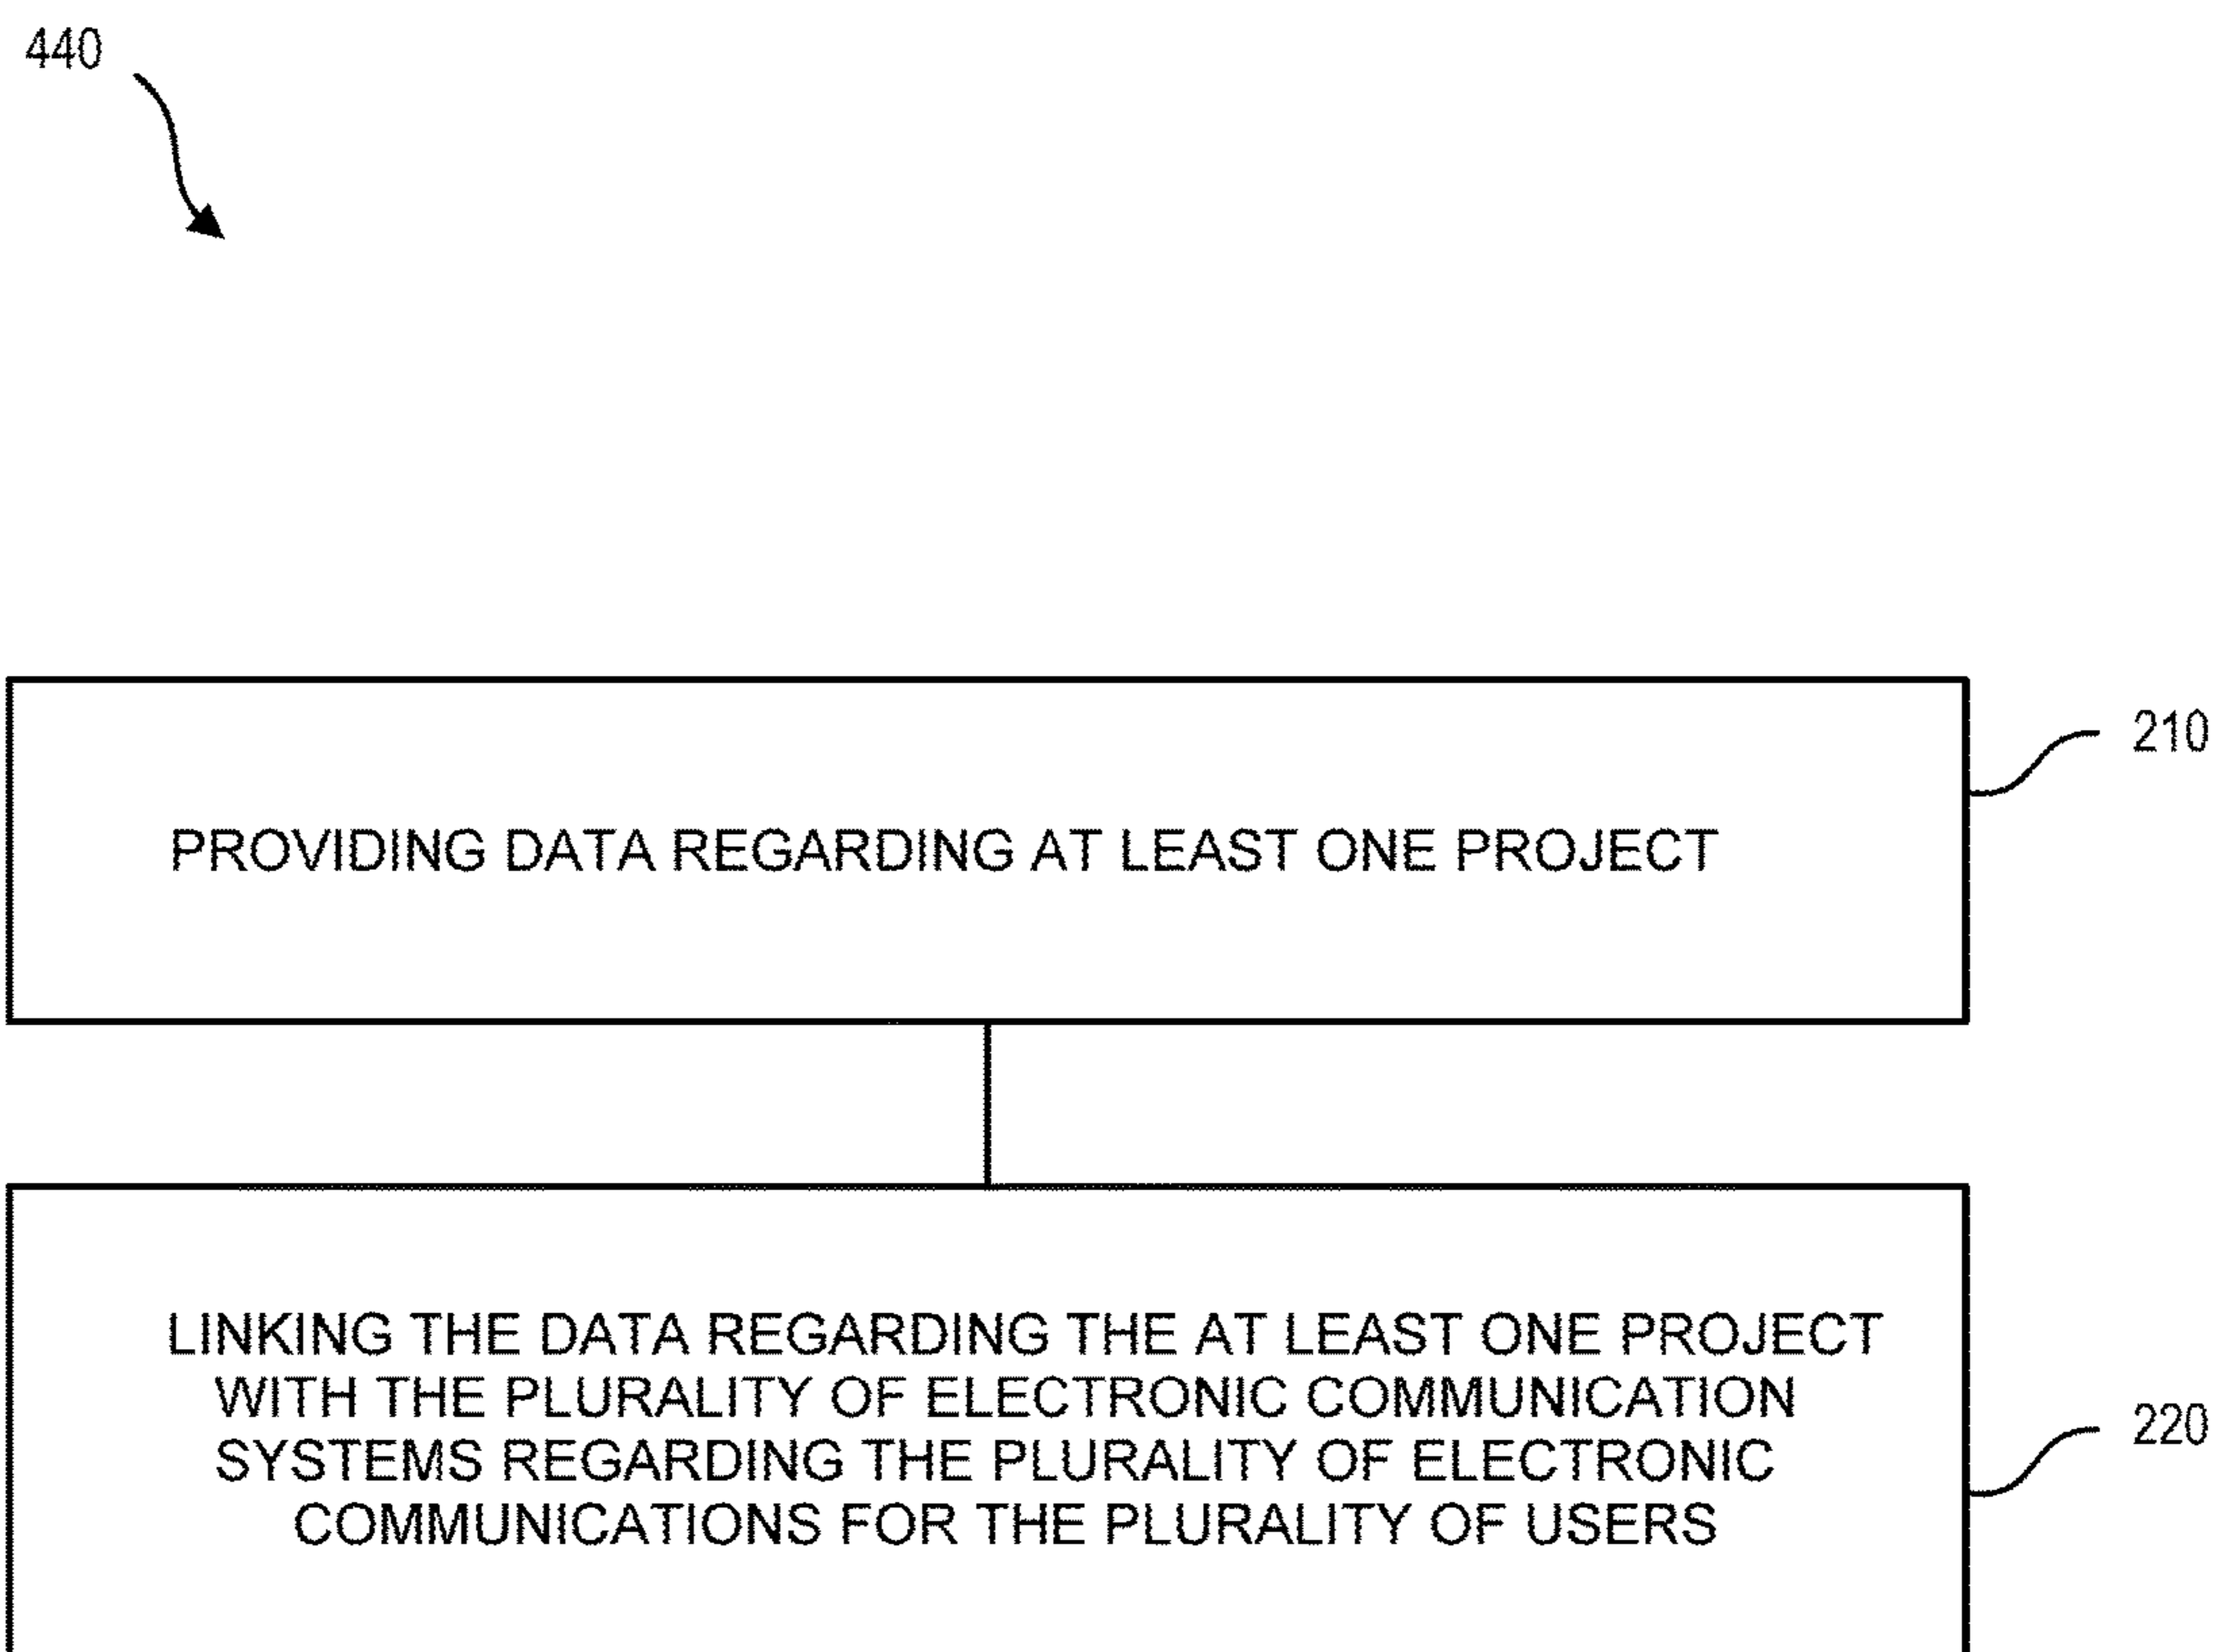 440
210
PROVIDING DATA REGARDING AT LEAST ONE PROJECT
LINKING THE DATA REGARDING THE AT LEAST ONE PROJECT
WITH THE PLURALITY OF ELECTRONIC COMMUNICATION
SYSTEMS REGARDING THE PLURALITY OF ELECTRONIC
COMMUNICATIONS FOR THE PLURALITY OF USERS
220